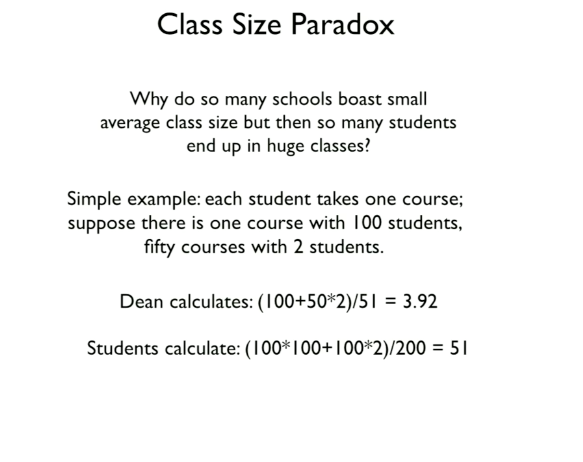 Class Size Paradox
Why do so many schools boast small
average class size but then so many students
end up in huge classes?
Simple example: each student takes one course;
suppose there is one course with 100 students,
fifty courses with 2 students.
Dean calculates: (100+50*2)/51 = 3.92
Students calculate: (100*100+100*2)/200 = 51